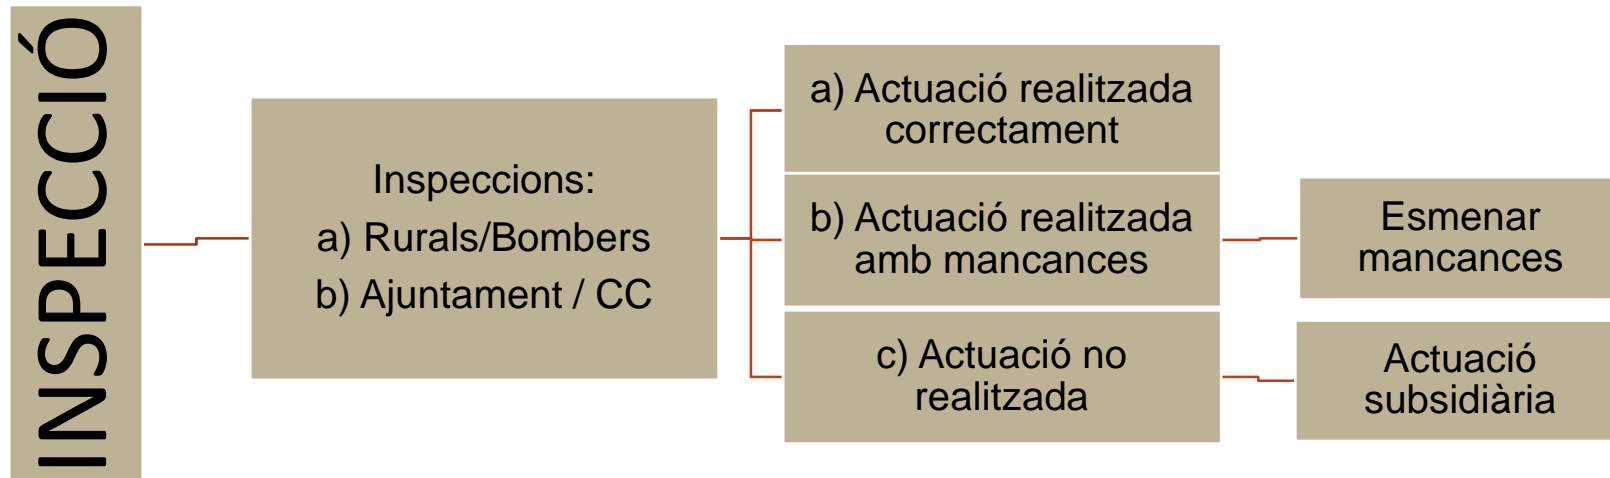 INSPECCIÓ
Inspeccions:
a) Rurals/Bombers
b) Ajuntament / CC
a) Actuació realitzada
correctament
b) Actuació realitzada
amb mancances
c) Actuació no
realitzada
Esmenar
mancances
Actuació
subsidiària